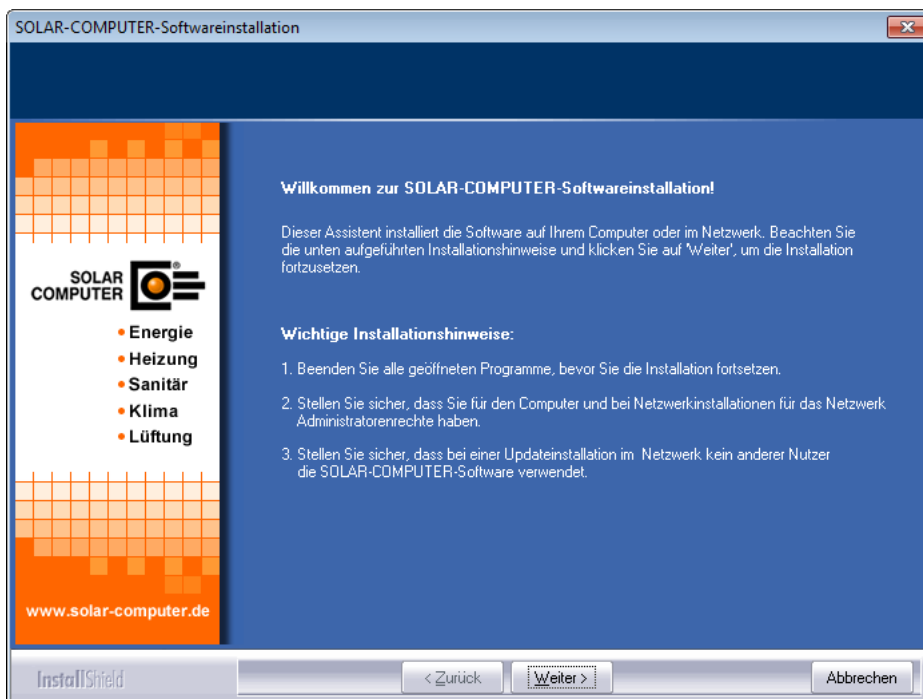 SOLAR-COMPUTER-Softwareinstallation
Willkommen zur SOLAR-COMPUTER-Softwareinstallation!
Dieser Assistent installiert die Software auf Ihrem Computer oder im Netzwerk. Beachten Sie
die unten aufgeführten Installationshinweise und klicken Sie auf 'Weiter', um die Installation
fortzusetzen.
Wichtige Installationshinweise:
1. Beenden Sie alle geöffneten Programme, bevor Sie die Installation fortsetzen.
2. Stellen Sie sicher, dass Sie für den Computer und bei Netzwerkinstallationen für das Netzwerk
Administratorenrechte haben.
3. Stellen Sie sicher, dass bei einer Updateinstallation im Netzwerk kein anderer Nutzer
die SOLAR-COMPUTER-Software verwendet.
SOLAR
COMPUTER
®
• Energie
• Heizung
• Sanitär
• Klima
• Lüftung
www.solar-computer.de
InstallShield
< Zurück
Weiter >
Abbrechen